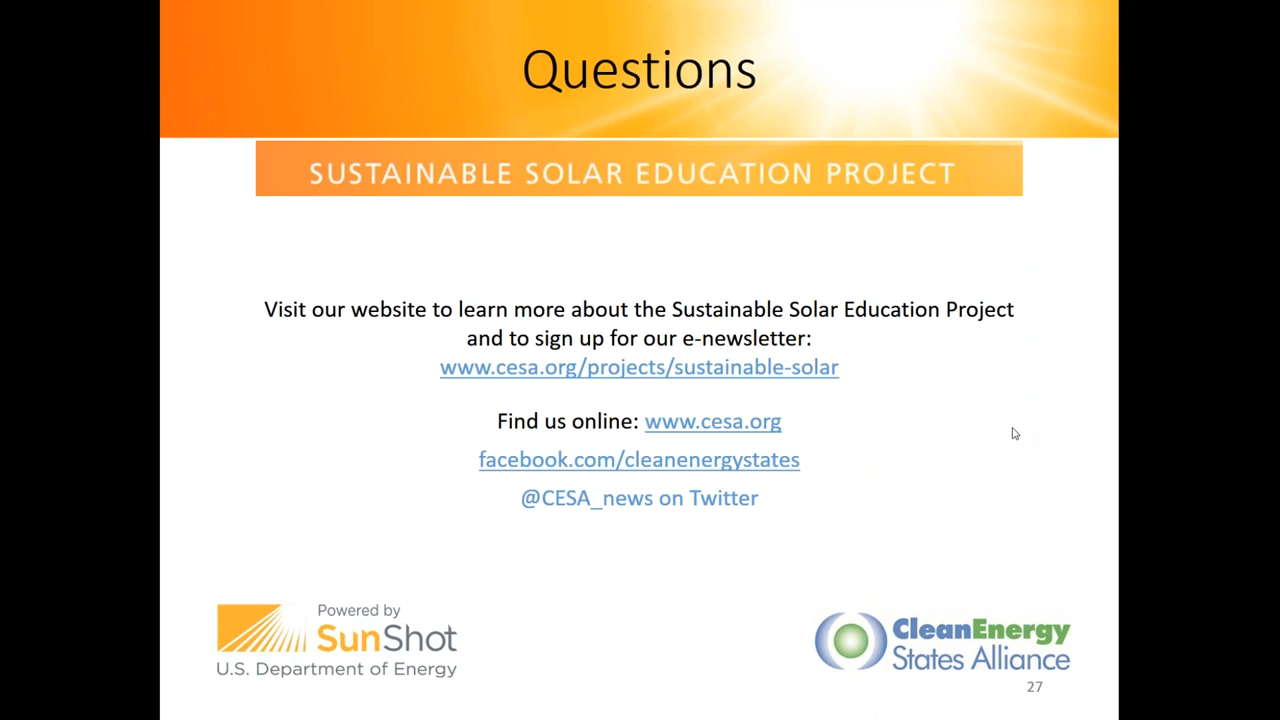 Questions
SUSTAINABLE SOLAR EDUCATION PROJECT
Visit our website to learn more about the Sustainable Solar Education Project
and to sign up for our e-newsletter:
www.cesa.org/projects/sustainable-solar
Find us online: www.cesa.org
facebook.com/cleanenergystates
@CESA_news on Twitter
Powered by
SunShot
U.S. Department of Energy
CleanEnergy
States Alliance
27